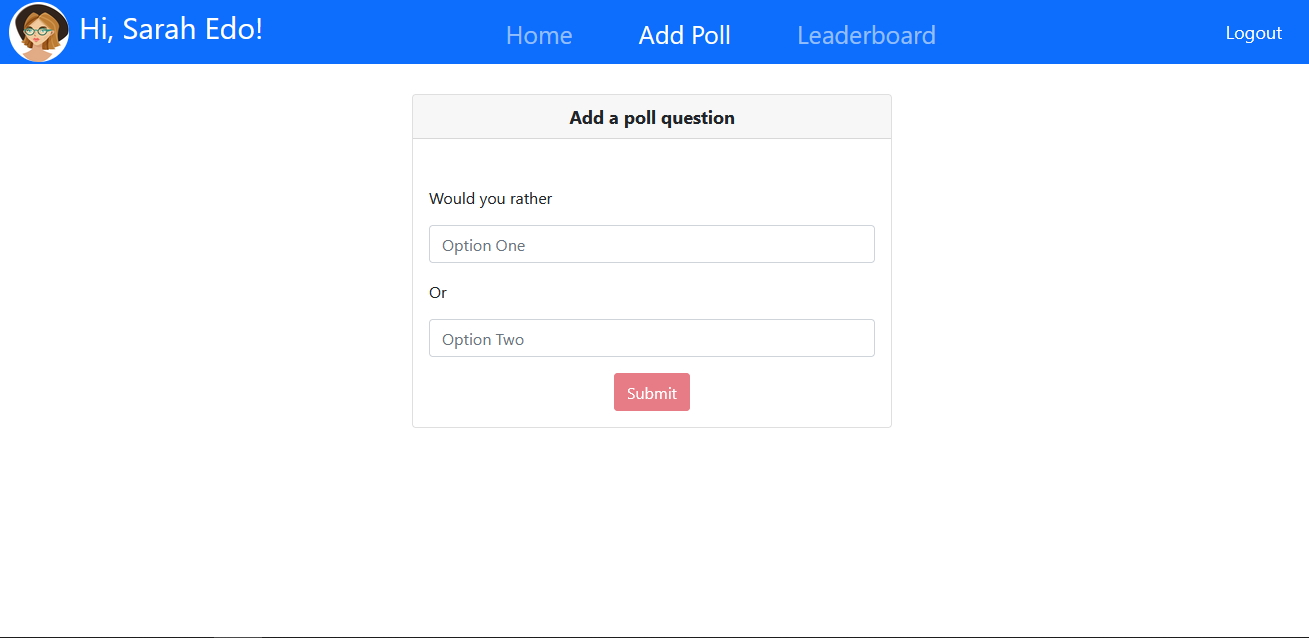 Hi, Sarah Edo!
Home Add Poll Leaderboard
Logout
Add a poll question
Would you rather
Option One
Or
Option Two
Submit